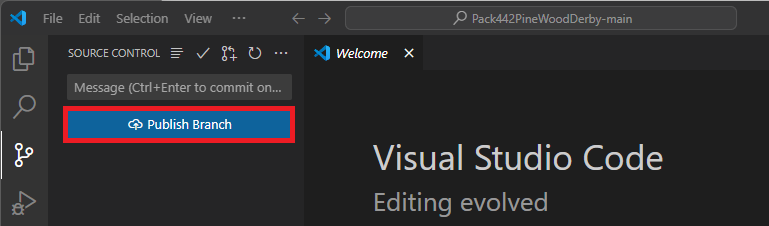 File Edit Selection View ··· Pack442PineWoodDerby-main
SOURCE CONTROL
Welcome
Message (Ctrl+Enter to commit on...
Publish Branch
Visual Studio Code
Editing evolved